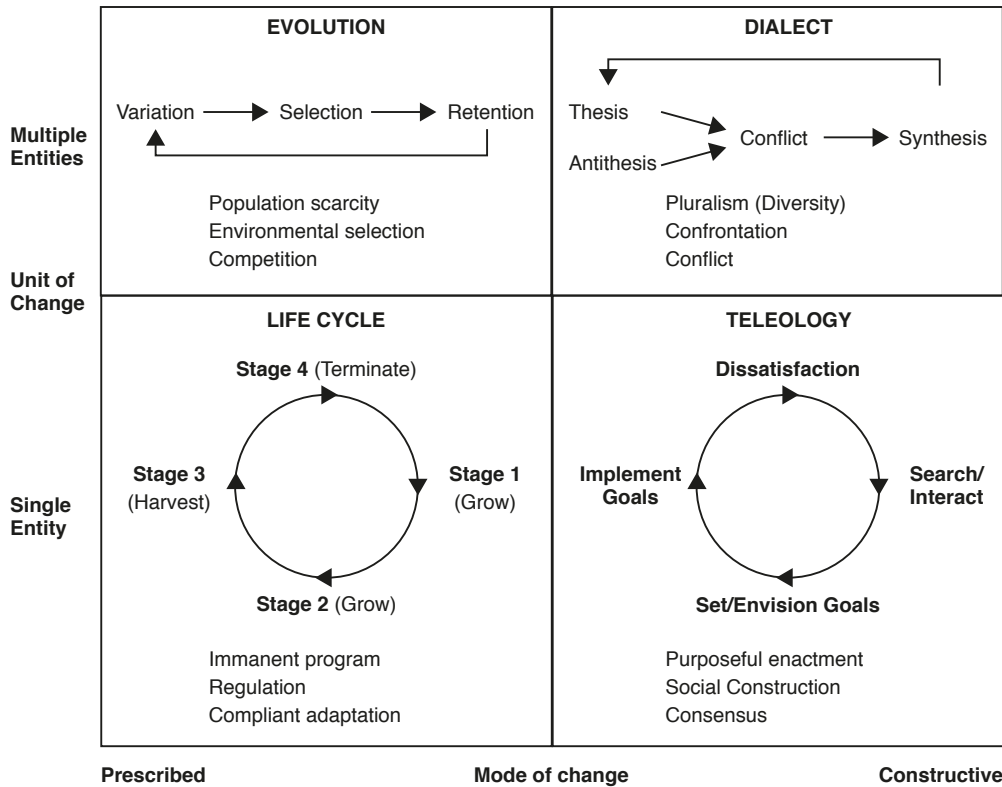 EVOLUTION
Variation Selection Retention
Population scarcity
Environmental selection
Competition
DIALECT
Thesis
Antithesis
Conflict
Synthesis
Pluralism (Diversity)
Confrontation
Conflict
Multiple
Entities
Unit of
Change
Single
Entity
LIFE CYCLE
Stage 4 (Terminate)
Stage 3
(Harvest)
Stage 1
(Grow)
Stage 2 (Grow)
Immanent program
Regulation
Compliant adaptation
TELEOLOGY
Dissatisfaction
Implement
Goals
Search/
Interact
Set/Envision Goals
Purposeful enactment
Social Construction
Consensus
Prescribed Mode of change Constructive